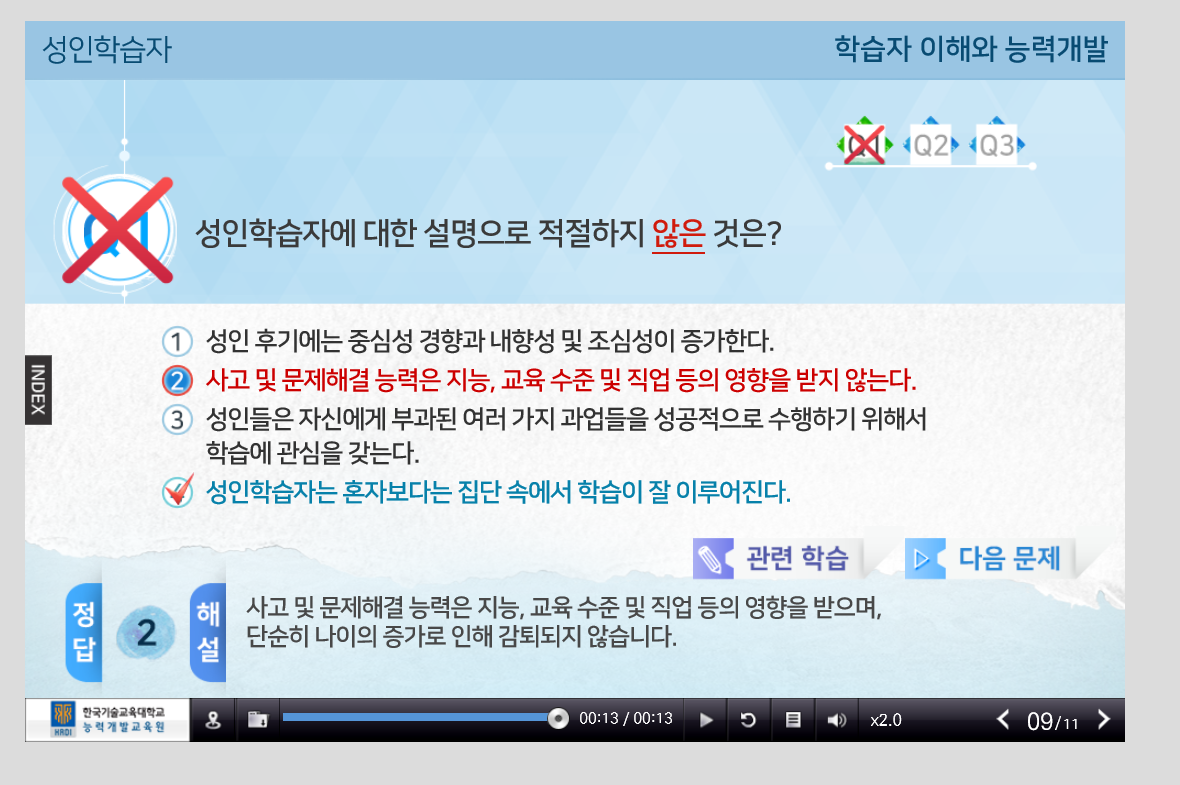 성인학습자
학습자 이해와 능력개발
Q1 Q2 Q3
Q1
성인학습자에 대한 설명으로 적절하지 않은 것은?
1 성인 후기에는 중심성 경향과 내향성 및 조심성이 증가한다.
2 사고 및 문제해결 능력은 지능, 교육 수준 및 직업 등의 영향을 받지 않는다.
3 성인들은 자신에게 부과된 여러 가지 과업들을 성공적으로 수행하기 위해서
학습에 관심을 갖는다.
성인학습자는 혼자보다는 집단 속에서 학습이 잘 이루어진다.
INDEX
관련 학습
다음 문제
정답
2
해설
사고 및 문제해결 능력은 지능, 교육 수준 및 직업 등의 영향을 받으며,
단순히 나이의 증가로 인해 감퇴되지 않습니다.
HRDI
한국기술교육대학교
능력개발교육원
00:13 / 00:13
x2.0
09/11